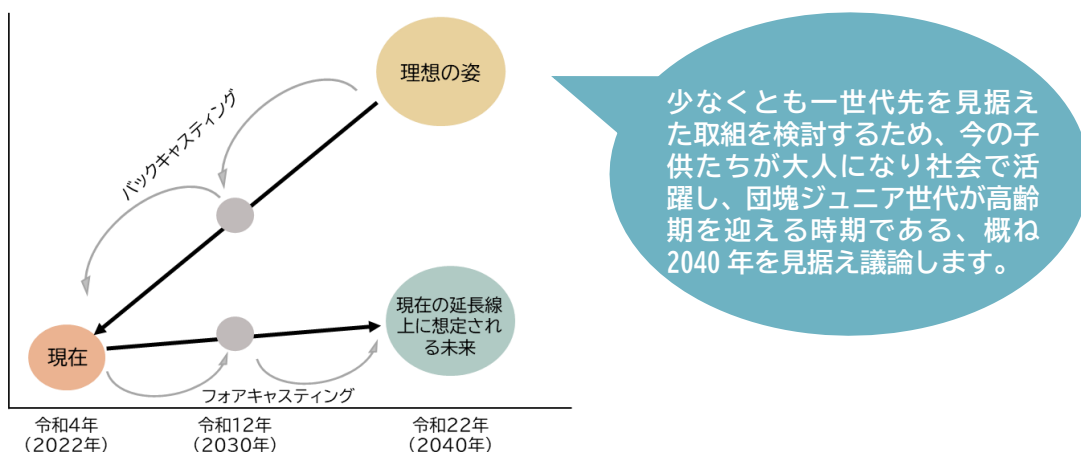 理想の姿
バックキャスティング
少なくとも一世代先を見据え
た取組を検討するため、今の子
供たちが大人になり社会で活
躍し、団塊ジュニア世代が高齢
期を迎える時期である、概ね
2040 年を見据え議論します。
現在
現在の延長線
上に想定され
る未来
フォアキャスティング
令和4年
(2022年)
令和12年
(2030年)
令和22年
(2040年)